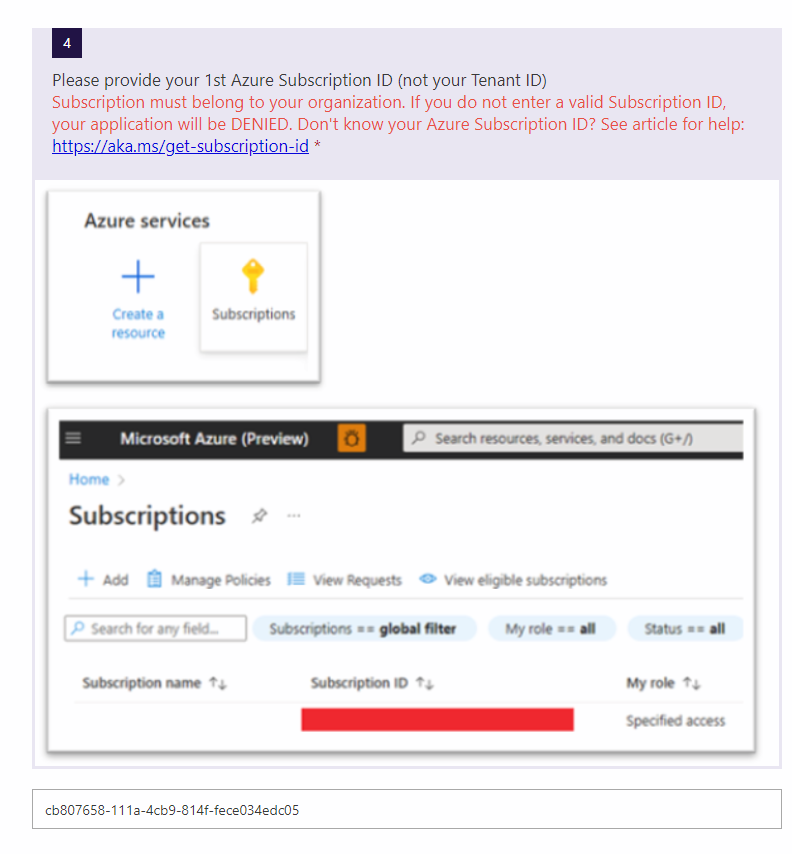 4
Please provide your 1st Azure Subscription ID (not your Tenant ID)
Subscription must belong to your organization. If you do not enter a valid Subscription ID,
your application will be DENIED. Don't know your Azure Subscription ID? See article for help:
https://aka.ms/get-subscription-id *
Azure services
Create a
resource
Subscriptions
Microsoft Azure (Preview)
Search resources, services, and docs (G+/)
Home >
Subscriptions
...
Add
Manage Policies
View Requests
View eligible subscriptions
Search for any field...
Subscriptions == global filter
My role == all
Status == all
Subscription name ↑↓
Subscription ID ↑↓
My role ↑↓
Specified access
cb807658-111a-4cb9-814f-fece034edc05